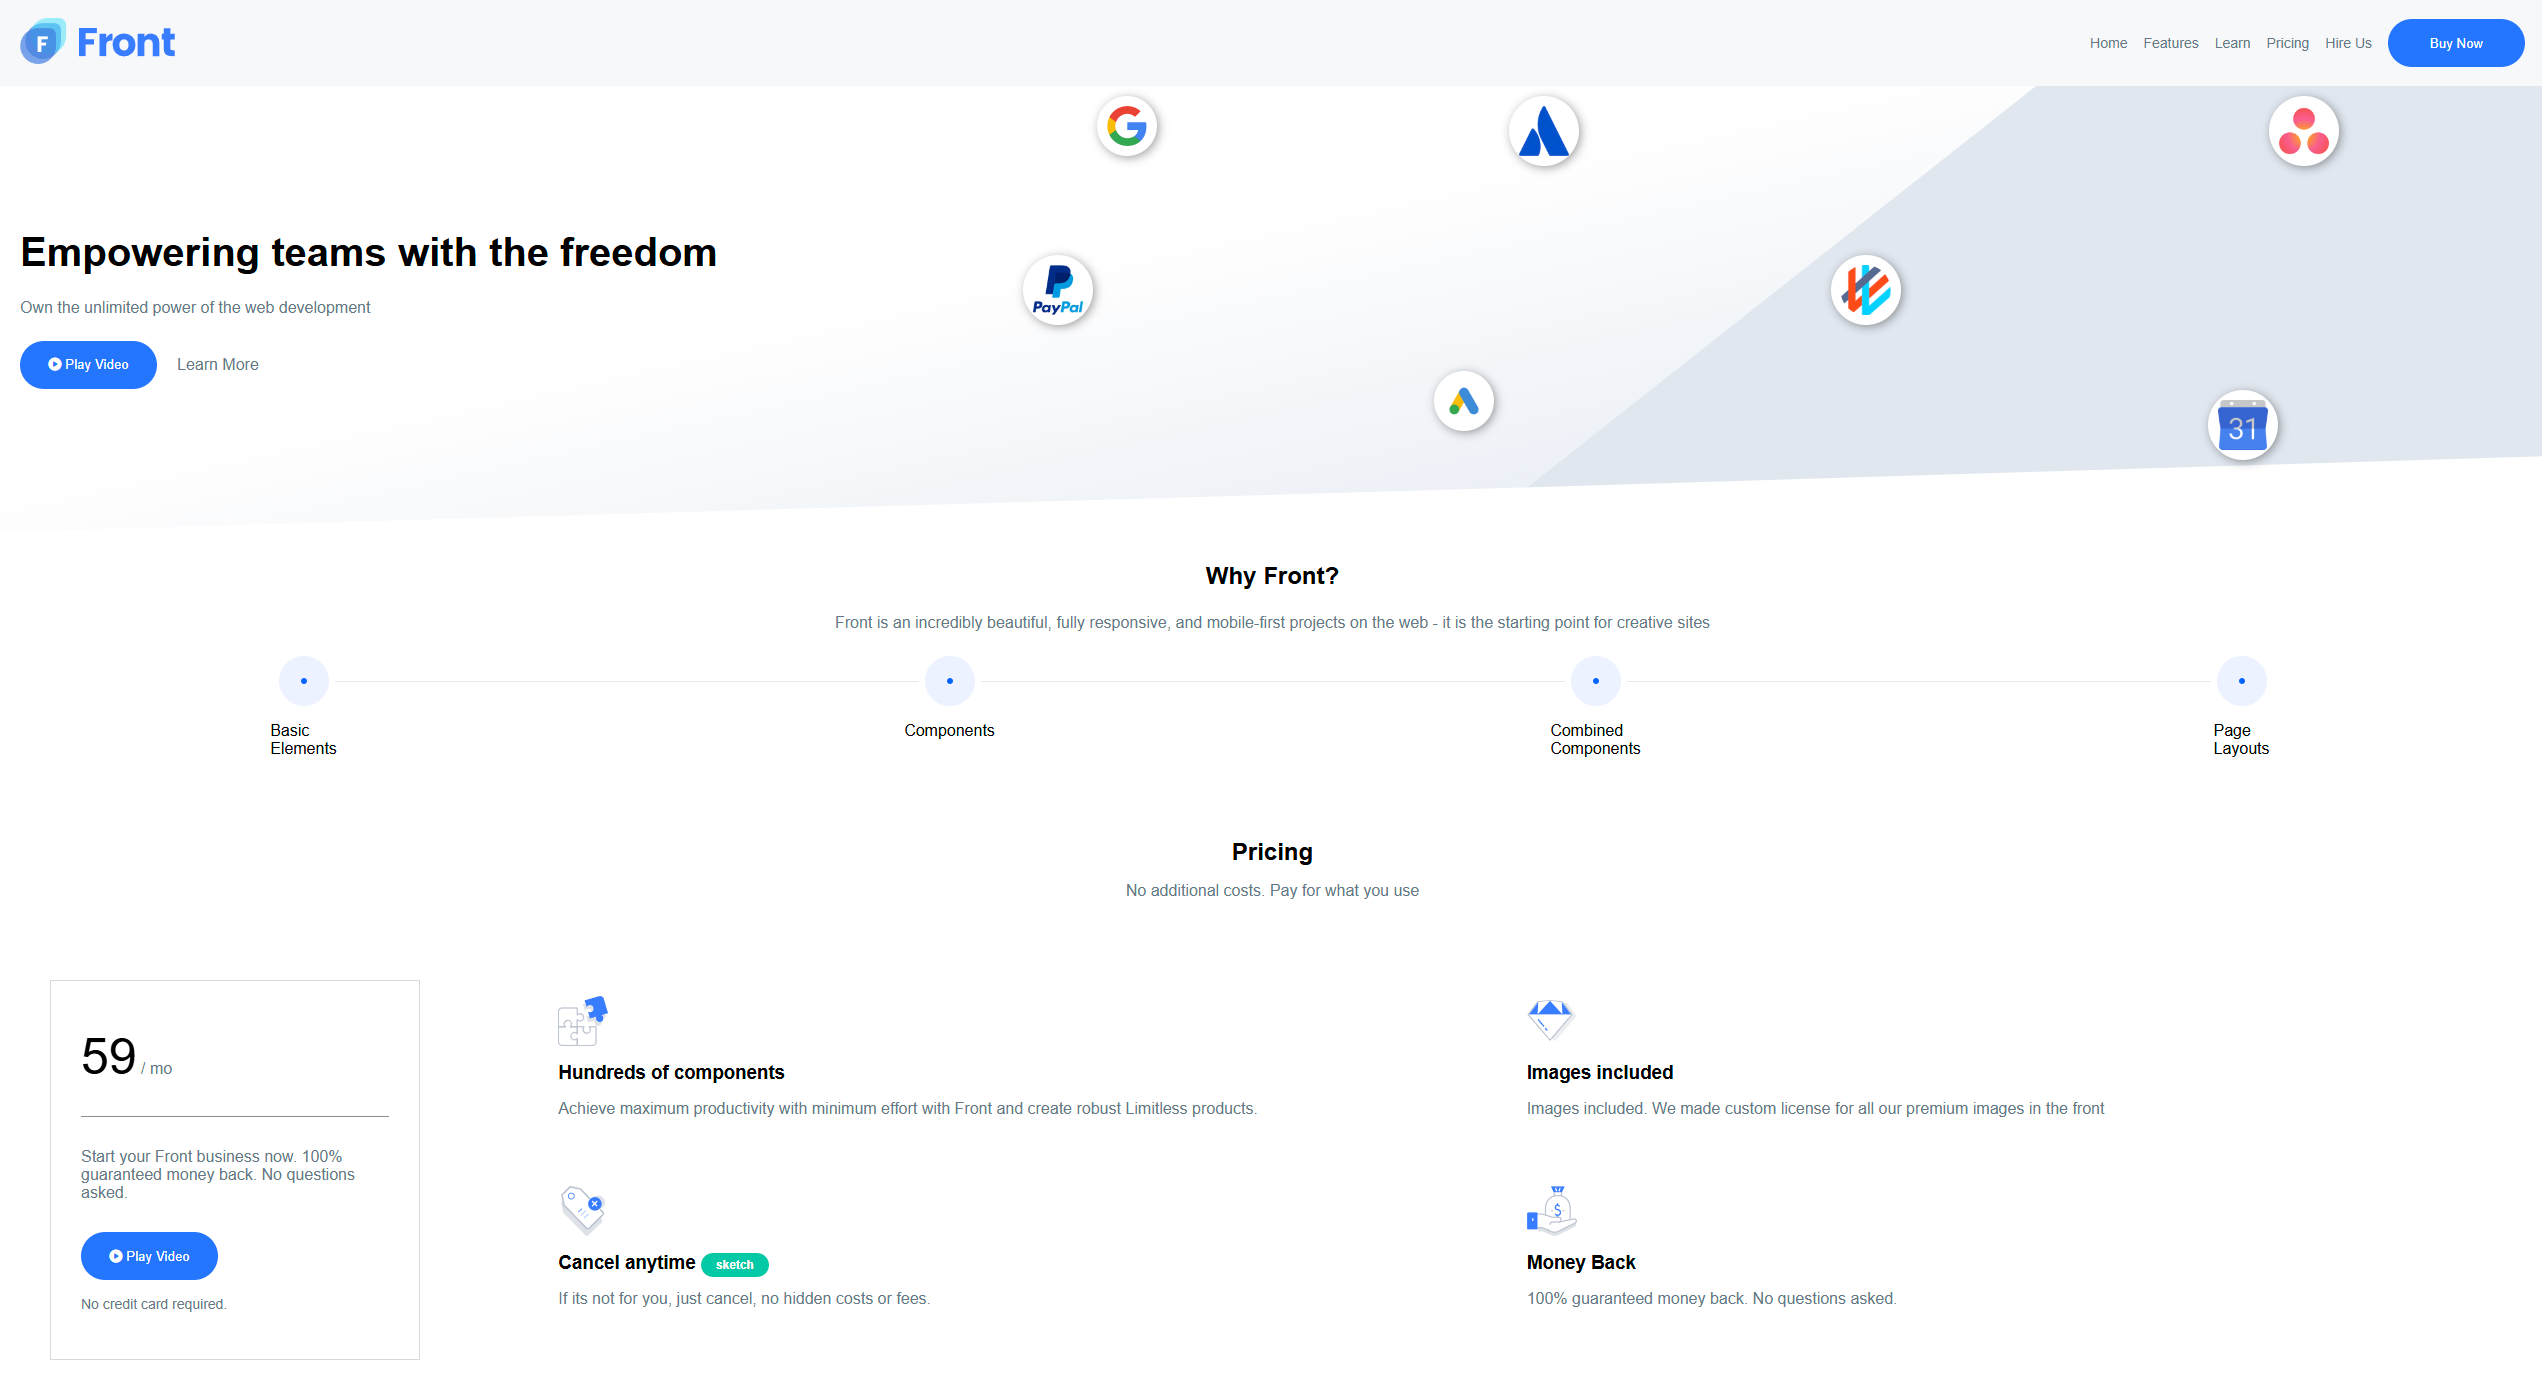 F Front
Home Features Learn Pricing Hire Us Buy Now
Empowering teams with the freedom
PayPal
Own the unlimited power of the web development
Play Video Learn More
31
Why Front?
Front is an incredibly beautiful, fully responsive, and mobile-first projects on the web - it is the starting point for creative sites
Basic
Elements
Components
Combined
Components
Page
Layouts
Pricing
No additional costs. Pay for what you use
59 / mo
Start your Front business now. 100%
guaranteed money back. No questions
asked.
Play Video
No credit card required.
Hundreds of components
Achieve maximum productivity with minimum effort with Front and create robust Limitless products.
Images included
Images included. We made custom license for all our premium images in the front
Cancel anytime sketch
If its not for you, just cancel, no hidden costs or fees.
$
Money Back
100% guaranteed money back. No questions asked.